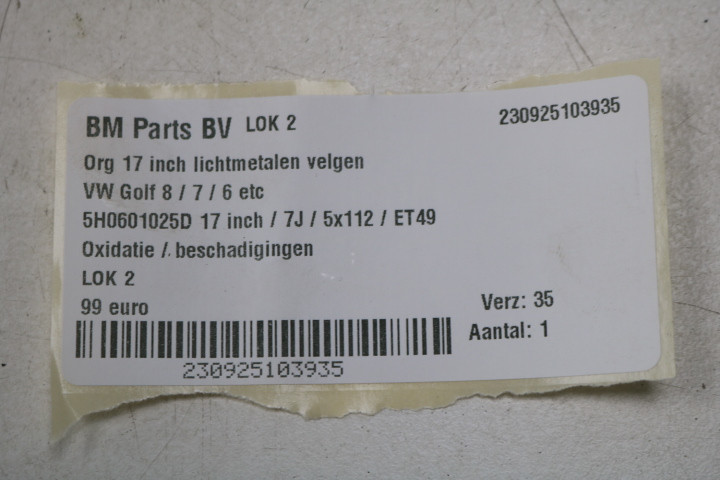 BM Parts BV LOK 2
230925103935
Org 17 inch lichtmetalen velgen
VW Golf 8 / 7 / 6 etc
5H0601025D 17 inch / 7J / 5x112 / ET49
Oxidatie / beschadigingen
LOK 2
99 euro
Verz: 35
Aantal: 1
230925103935